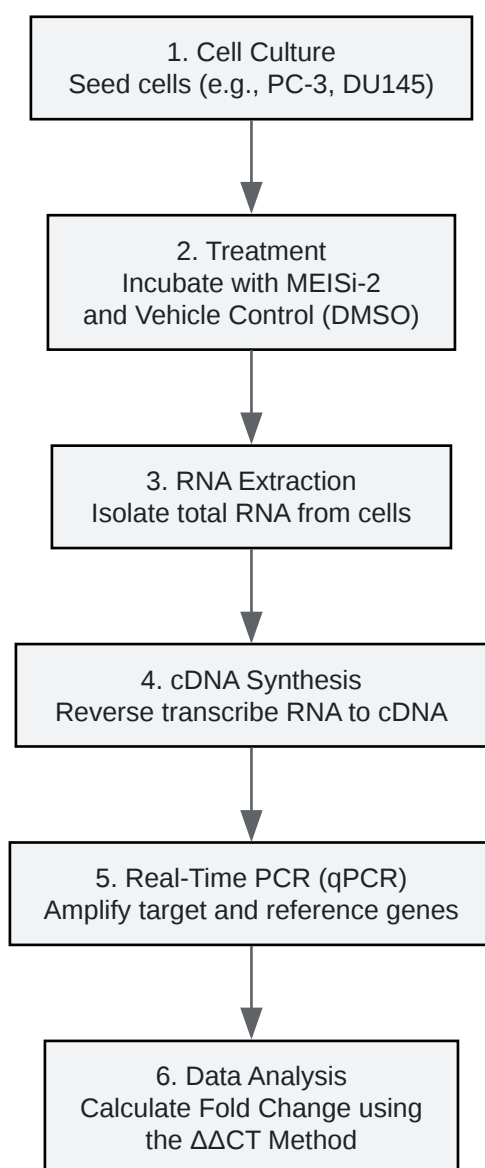 1. Cell Culture
Seed cells (e.g., PC-3, DU145)
2. Treatment
Incubate with MEISi-2
and Vehicle Control (DMSO)
3. RNA Extraction
Isolate total RNA from cells
4. cDNA Synthesis
Reverse transcribe RNA to cDNA
5. Real-Time PCR (qPCR)
Amplify target and reference genes
6. Data Analysis
Calculate Fold Change using
the ΔΔCT Method